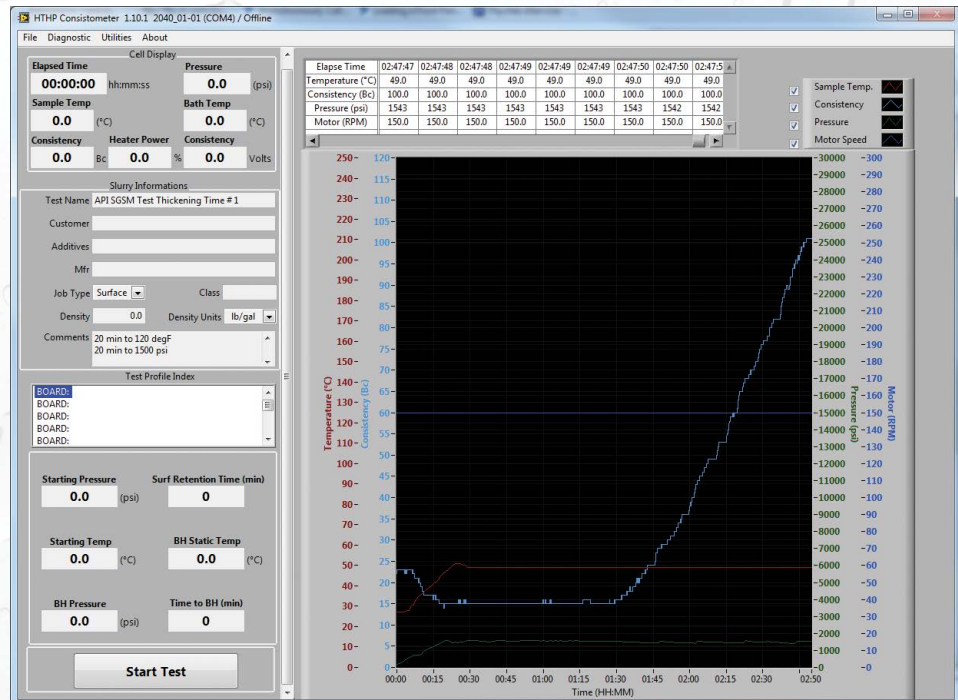 HTHP Consistometer 1.10.1 2040_01-01 (COM4) / Offline
File Diagnostic Utilities About
Cell Display
Elapsed Time Pressure
00:00:00 hh:mm:ss 0.0 (psi)
Sample Temp Bath Temp
0.0 (°C) 0.0 (°C)
Consistency Heater Power Consistency
0.0 Bc 0.0 % 0.0 Volts
Slurry Informations
Test Name API SGSM Test Thickening Time # 1
Customer
Additives
Mfr
Job Type Surface Class
Density 0.0 Density Units lb/gal
Comments 20 min to 120 degF
20 min to 1500 psi
Test Profile Index
BOARD:
BOARD:
BOARD:
BOARD:
BOARD:
Starting Pressure Surf Retention Time (min)
0.0 (psi) 0
Starting Temp BH Static Temp
0.0 (°C) 0.0 (°C)
BH Pressure Time to BH (min)
0.0 (psi) 0
Start Test
Elapse Time 02:47:47 02:47:48 02:47:48 02:47:49 02:47:49 02:47:49 02:47:50 02:47:50 02:47:5
Temperature (°C) 49.0 49.0 49.0 49.0 49.0 49.0 49.0 49.0 49.0
Consistency (Bc) 100.0 100.0 100.0 100.0 100.0 100.0 100.0 100.0 100.0
Pressure (psi) 1543 1543 1543 1543 1543 1543 1543 1542 1542
Motor (RPM) 150.0 150.0 150.0 150.0 150.0 150.0 150.0 150.0 150.0
Sample Temp.
Consistency
Pressure
Motor Speed
250 240 230 220 210 200 190 180 170 160 150 140 130 120 110 100 90 80 70 60 50 40 30 20 10 0
Temperature (°C)
120 115 110 105 100 95 90 85 80 75 70 65 60 55 50 45 40 35 30 25 20 15 10 5 0
Consistency (Bc)
30000 29000 28000 27000 26000 25000 24000 23000 22000 21000 20000 19000 18000 17000 16000 15000 14000 13000 12000 11000 10000 9000 8000 7000 6000 5000 4000 3000 2000 1000 0
Pressure (psi)
300 290 280 270 260 250 240 230 220 210 200 190 180 170 160 150 140 130 120 110 100 90 80 70 60 50 40 30 20 10 0
Motor (RPM)
00:00 00:15 00:30 00:45 01:00 01:15 01:30 01:45 02:00 02:15 02:30 02:50
Time (HH:MM)